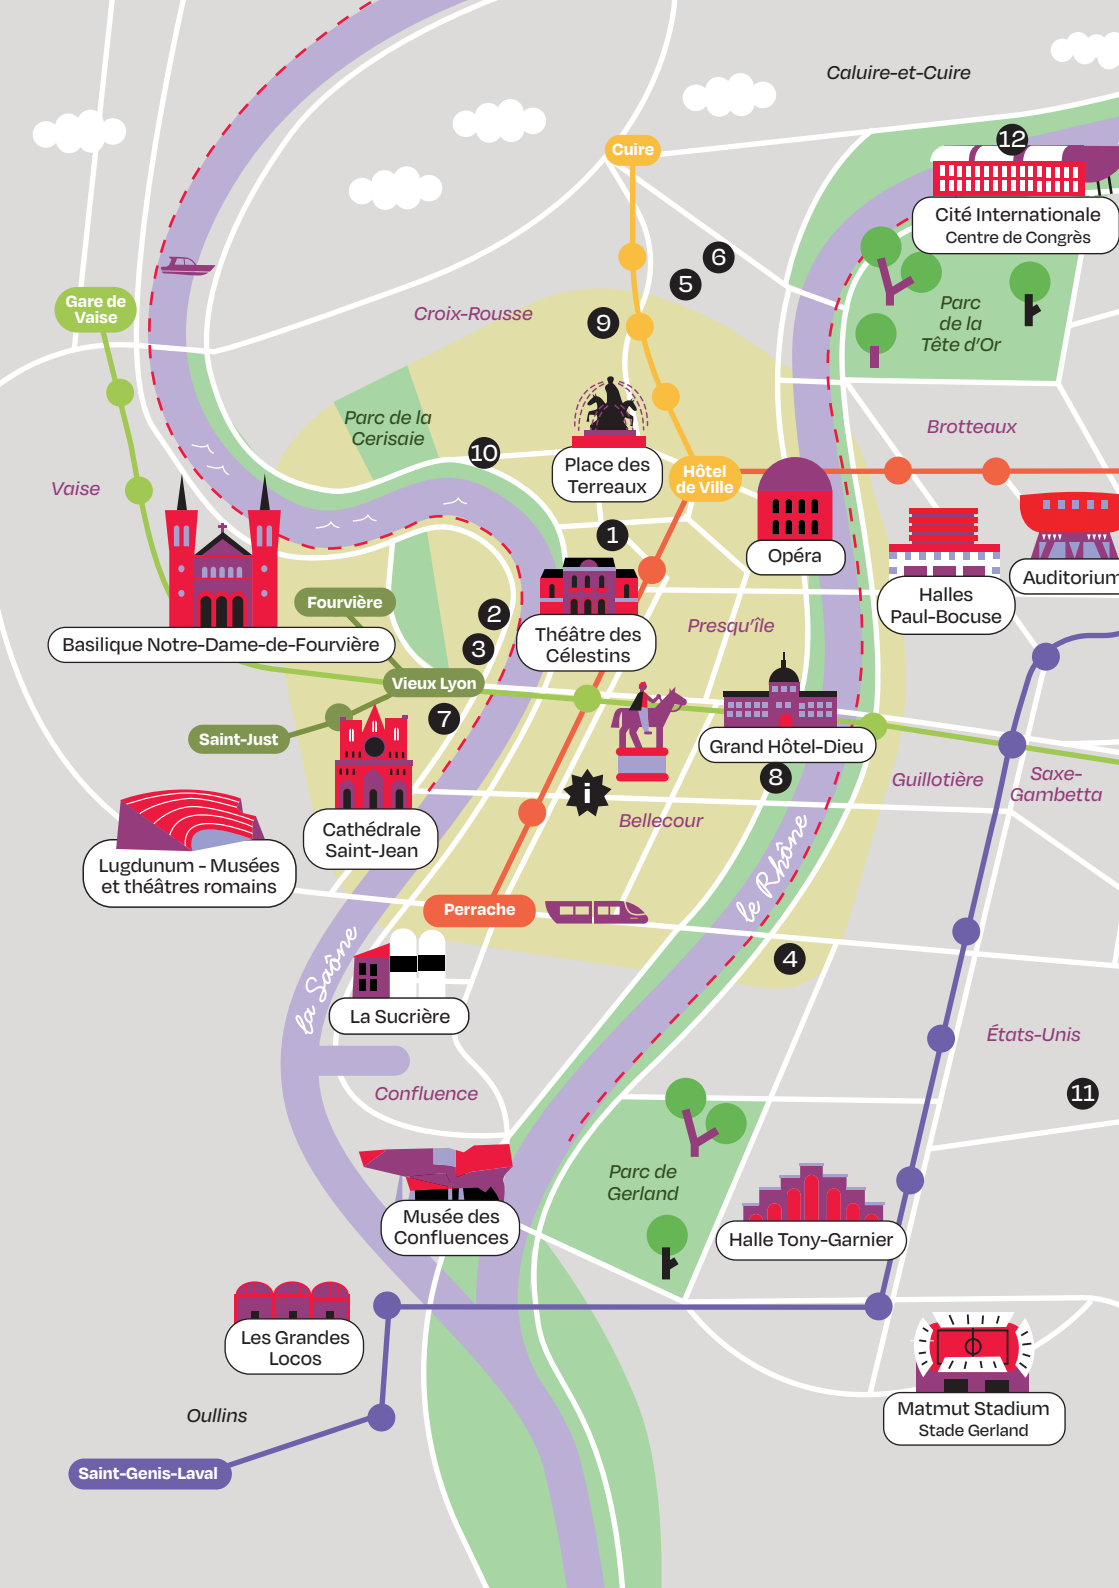 Caluire-et-Cuire
12
Cuire
Cité Internationale
Centre de Congrès
6
5
Gare de
Vaise
Croix-Rousse
9
Parc
de la
Tête d'Or
Parc de la
Cerisaie
10
Brotteaux
Place des
Terreaux
Hôtel
de Ville
Vaise
1
Opéra
Halles
Paul-Bocuse
Auditorium
Fourvière
2
Basilique Notre-Dame-de-Fourvière
3
Théâtre des
Célestins
Presqu'île
Vieux Lyon
7
Saint-Just
Grand Hôtel-Dieu
8
Guillotière
Saxe-
Gambetta
i
Bellecour
Cathédrale
Saint-Jean
Lugdunum - Musées
et théâtres romains
le Rhône
Perrache
4
la Saône
La Sucrière
États-Unis
Confluence
11
Parc de
Gerland
Musée des
Confluences
Halle Tony-Garnier
Les Grandes
Locos
Oullins
Matmut Stadium
Stade Gerland
Saint-Genis-Laval